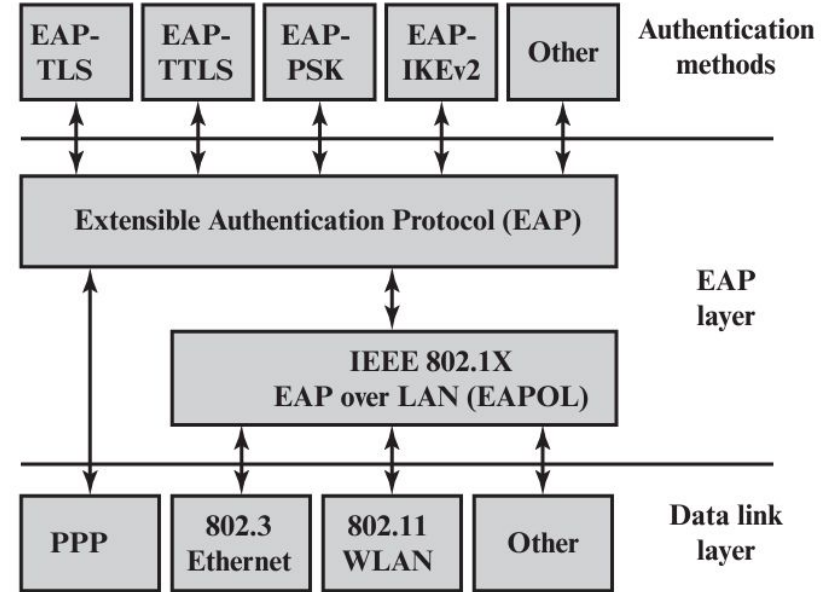 EAP-
TLS
EAP-
TTLS
EAP-
PSK
EAP-
IKEv2
Other
Authentication
methods
Extensible Authentication Protocol (EAP)
EAP
layer
IEEE 802.1X
EAP over LAN (EAPOL)
PPP
802.3
Ethernet
802.11
WLAN
Other
Data link
layer